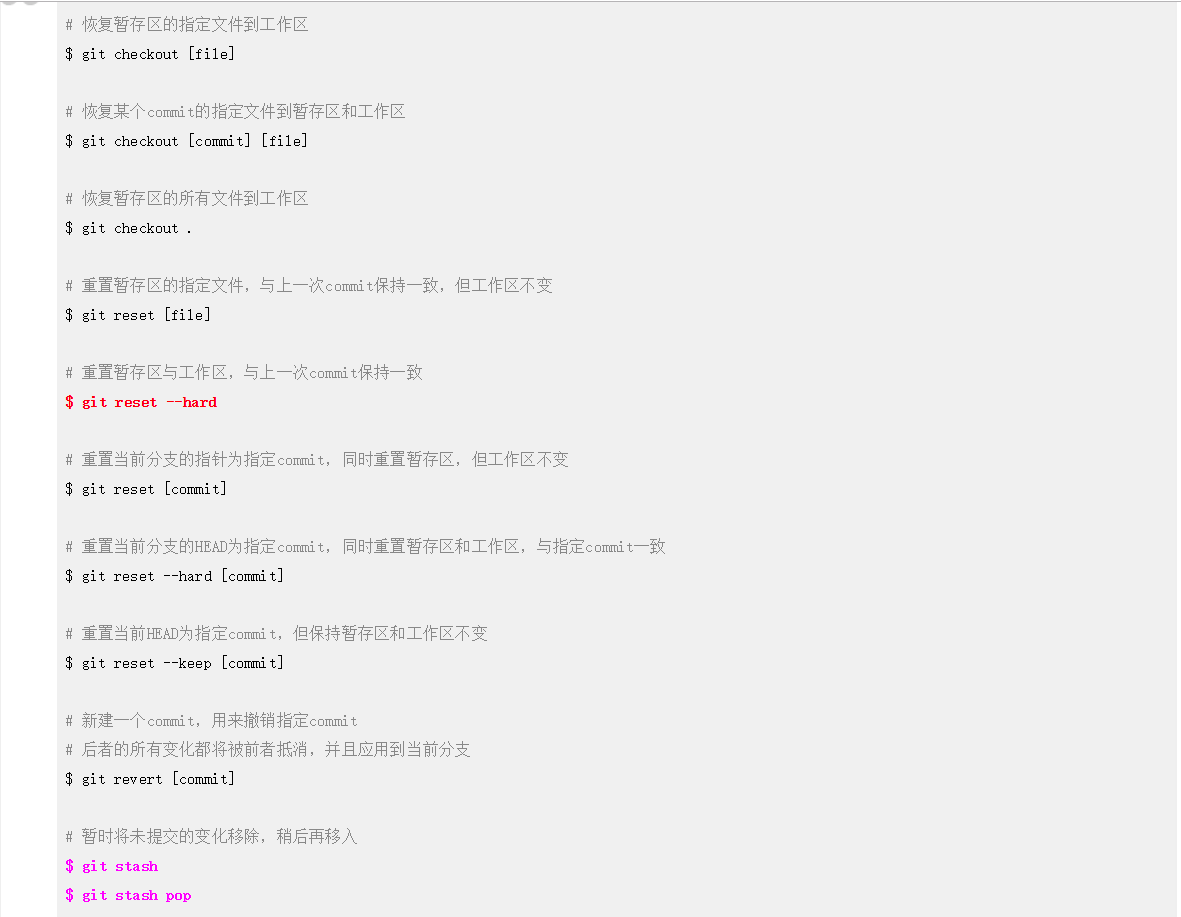 # 恢复暂存区的指定文件到工作区
$ git checkout [file]
# 恢复某个commit的指定文件到暂存区和工作区
$ git checkout [commit] [file]
# 恢复暂存区的所有文件到工作区
$ git checkout .
# 重置暂存区的指定文件，与上一次commit保持一致，但工作区不变
$ git reset [file]
# 重置暂存区与工作区，与上一次commit保持一致
$ git reset --hard
# 重置当前分支的指针为指定commit，同时重置暂存区，但工作区不变
$ git reset [commit]
# 重置当前分支的HEAD为指定commit，同时重置暂存区和工作区，与指定commit一致
$ git reset --hard [commit]
# 重置当前HEAD为指定commit，但保持暂存区和工作区不变
$ git reset --keep [commit]
# 新建一个commit，用来撤销指定commit
# 后者的所有变化都将被前者抵消，并且应用到当前分支
$ git revert [commit]
# 暂时将未提交的变化移除，稍后再移入
$ git stash
$ git stash pop